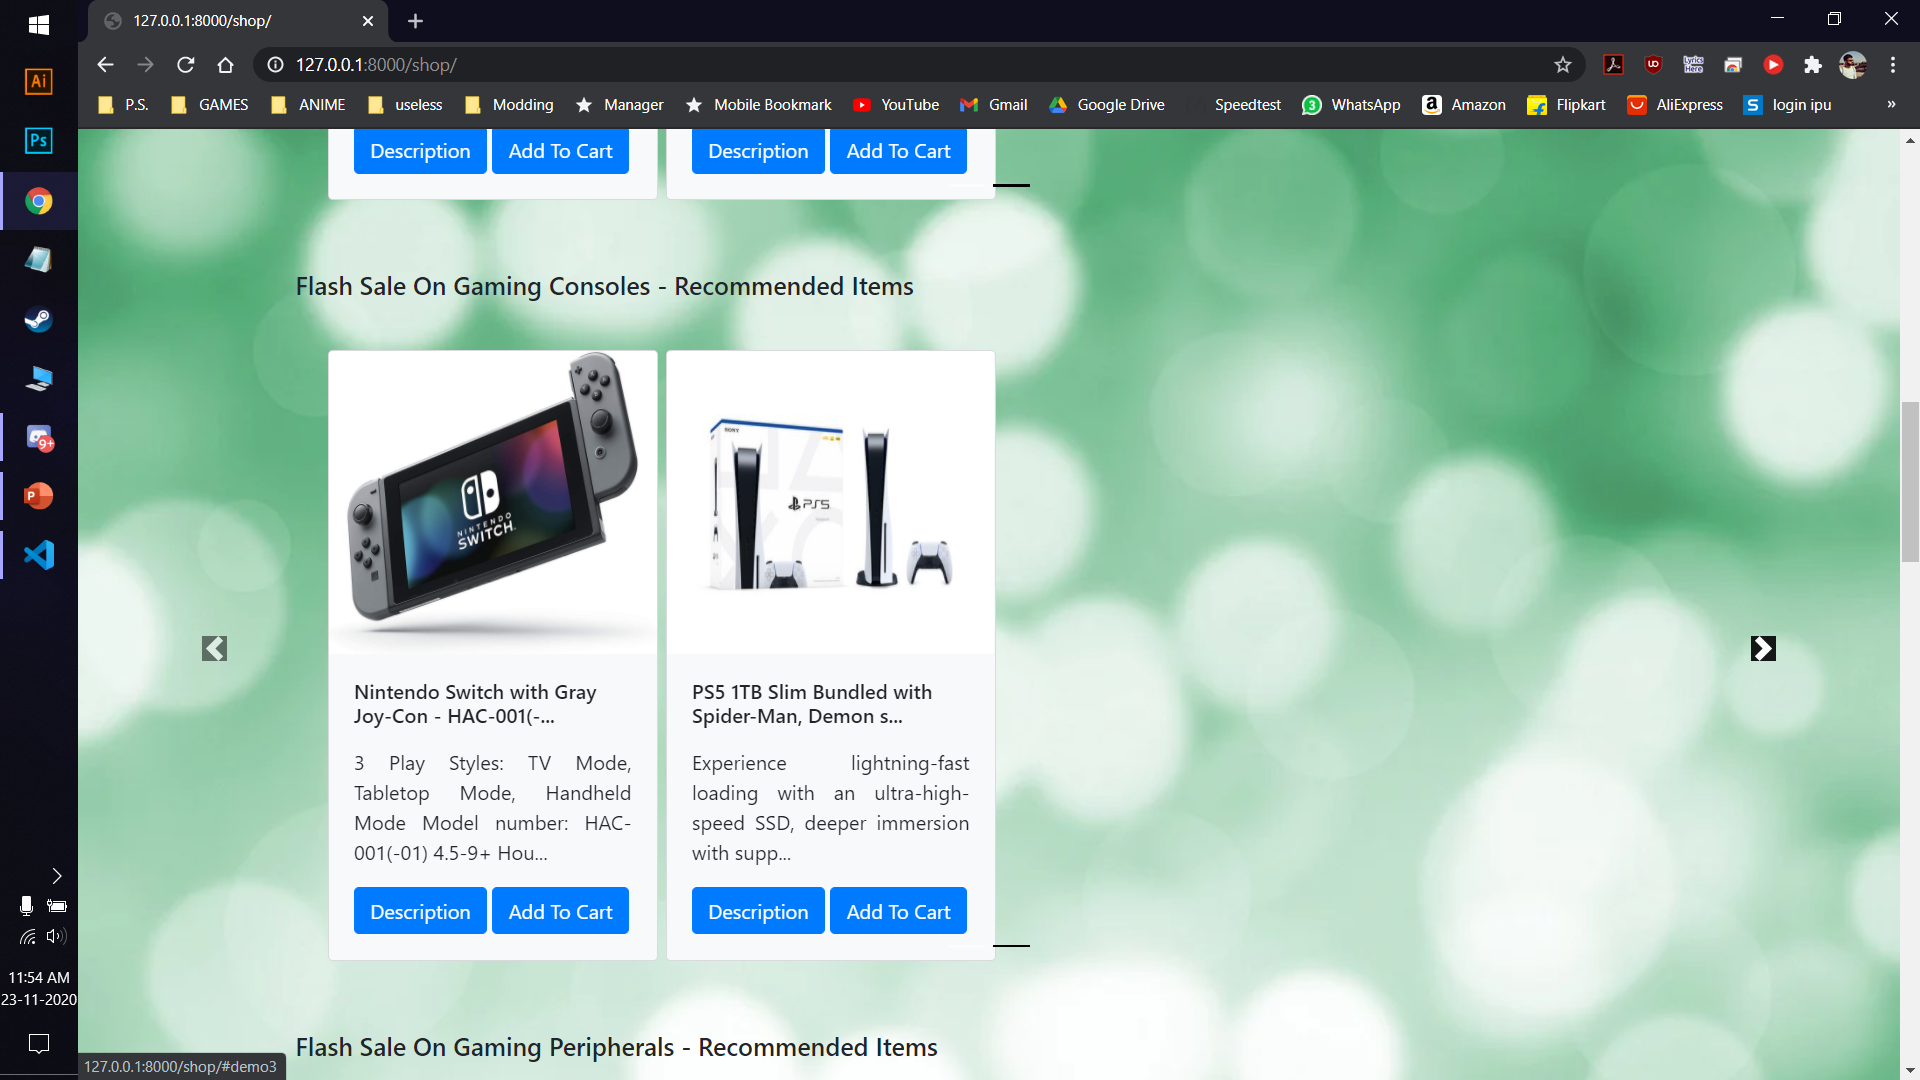 127.0.0.1:8000/shop/
127.0.0.1:8000/shop/
P.S. GAMES ANIME useless Modding Manager Mobile Bookmark YouTube Gmail Google Drive Speedtest WhatsApp Amazon Flipkart AliExpress login ipu »
Ai
Ps
Description Add To Cart Description Add To Cart
Flash Sale On Gaming Consoles - Recommended Items
SONY
PS5
NINTENDO
SWITCH.
9+
Nintendo Switch with Gray
Joy-Con - HAC-001(-...
3 Play Styles: TV Mode,
Tabletop Mode, Handheld
Mode Model number: HAC-
001(-01) 4.5-9+ Hou...
Description Add To Cart
PS5 1TB Slim Bundled with
Spider-Man, Demon s...
Experience lightning-fast
loading with an ultra-high-
speed SSD, deeper immersion
with supp...
Description Add To Cart
11:54 AM
23-11-2020
Flash Sale On Gaming Peripherals - Recommended Items
127.0.0.1:8000/shop/#demo3